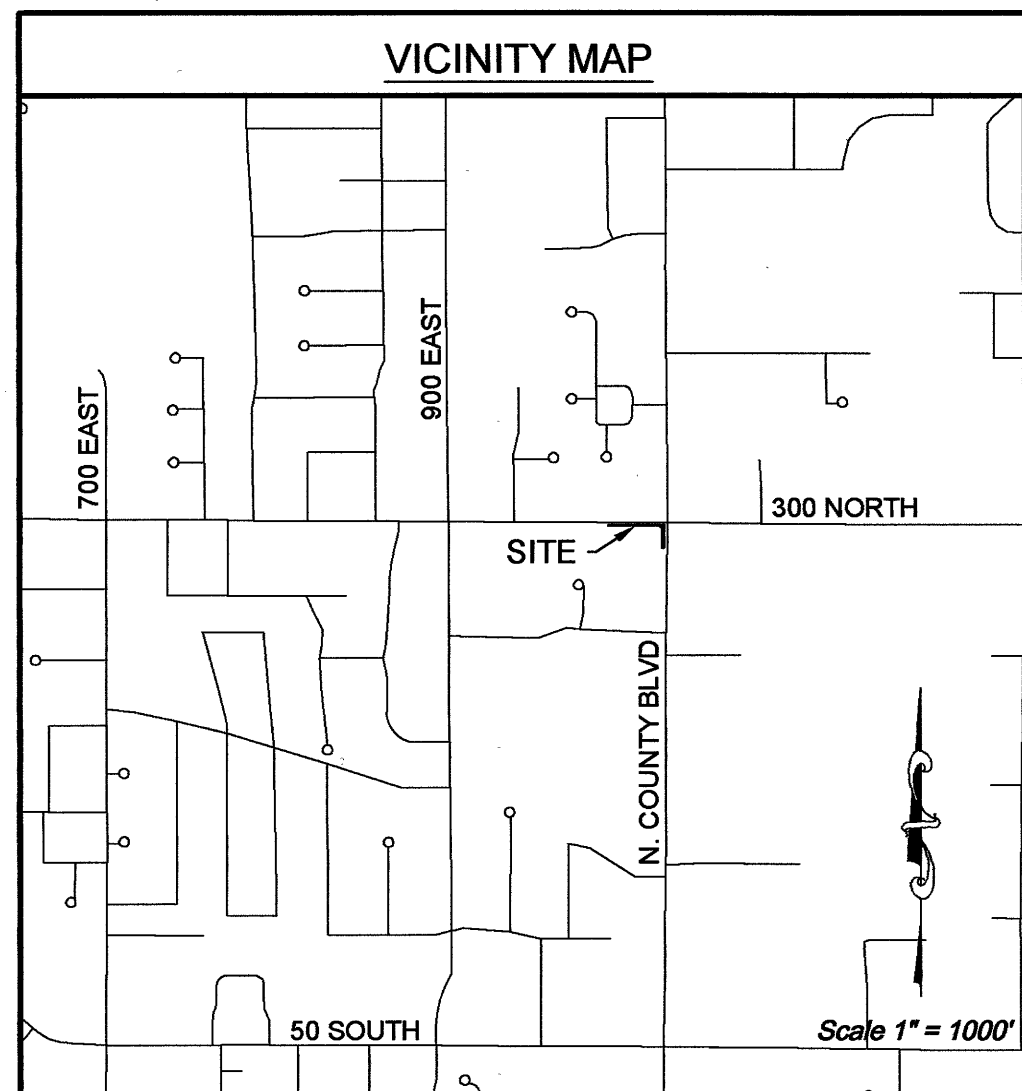 VICINITY MAP
900 EAST
700 EAST
300 NORTH
SITE
N. COUNTY BLVD
50 SOUTH
Scale 1" = 1000'